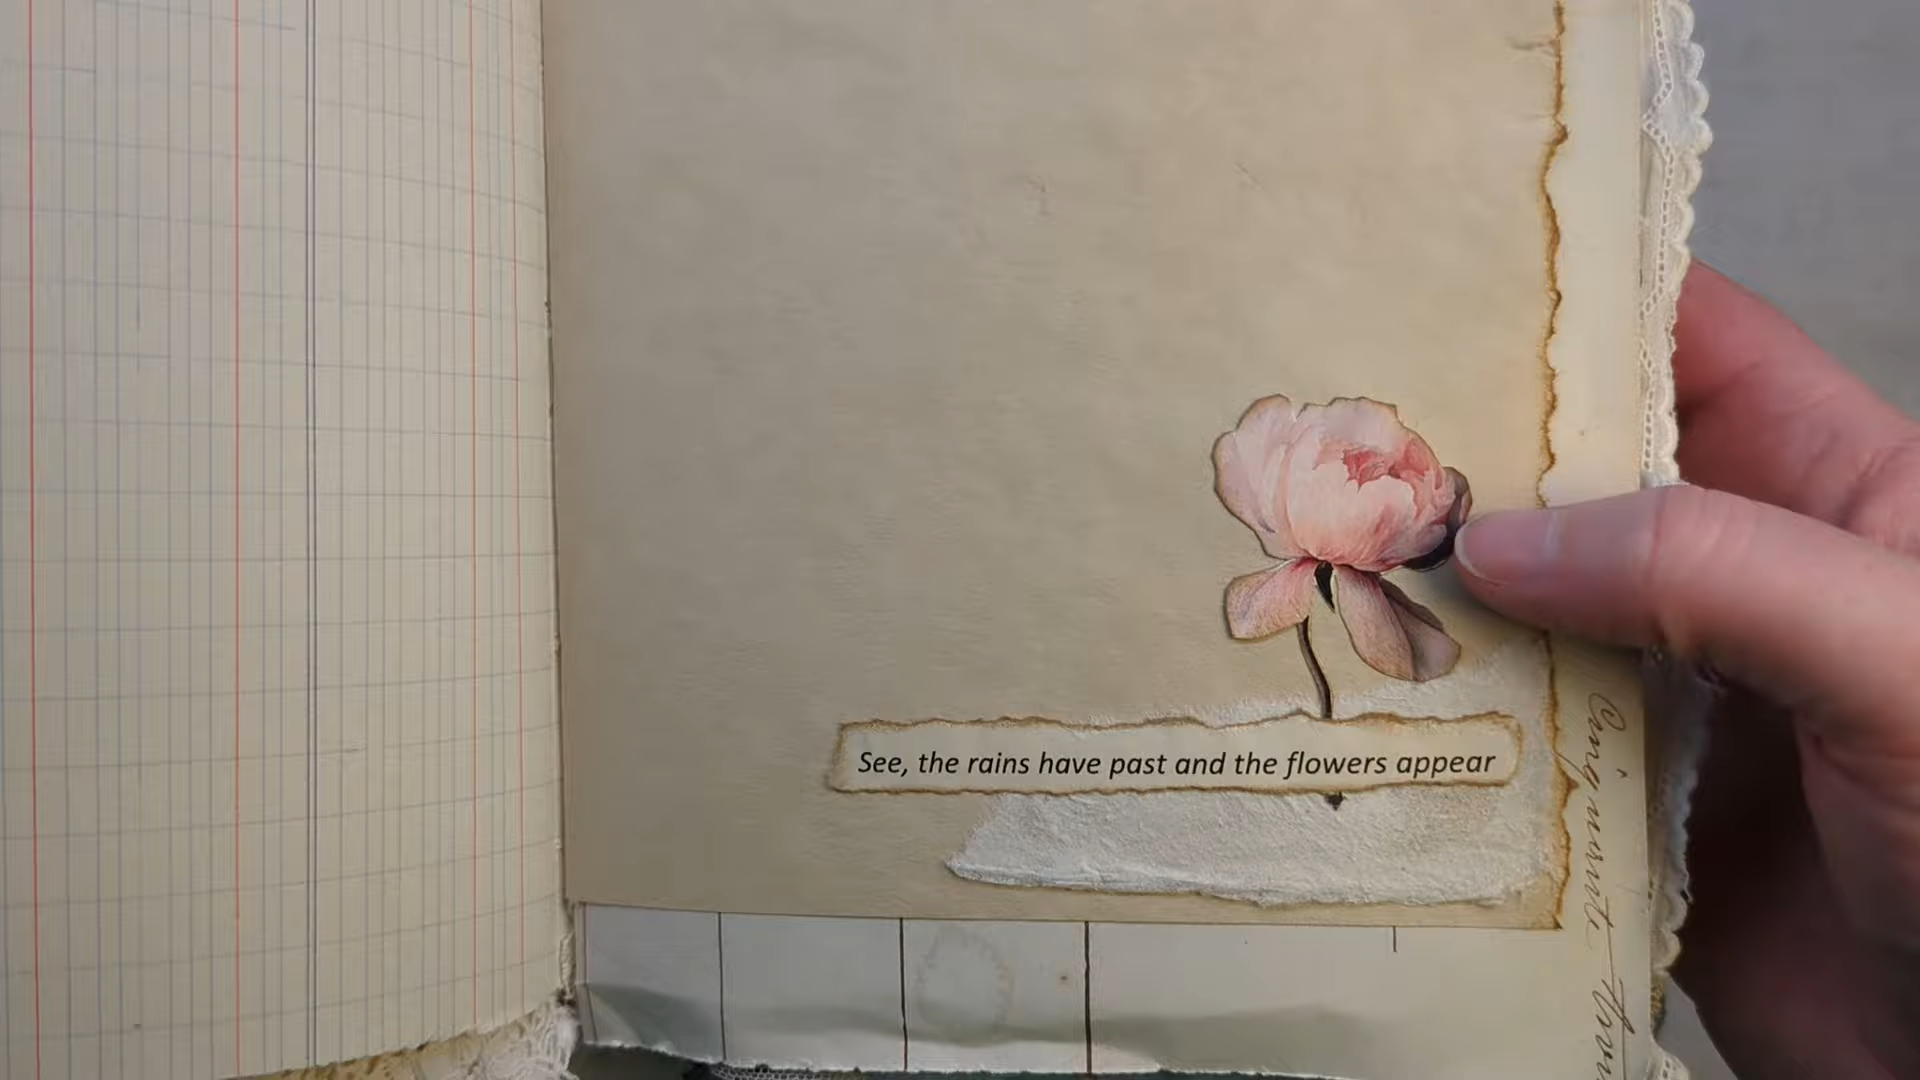 See, the rains have past and the flowers appear